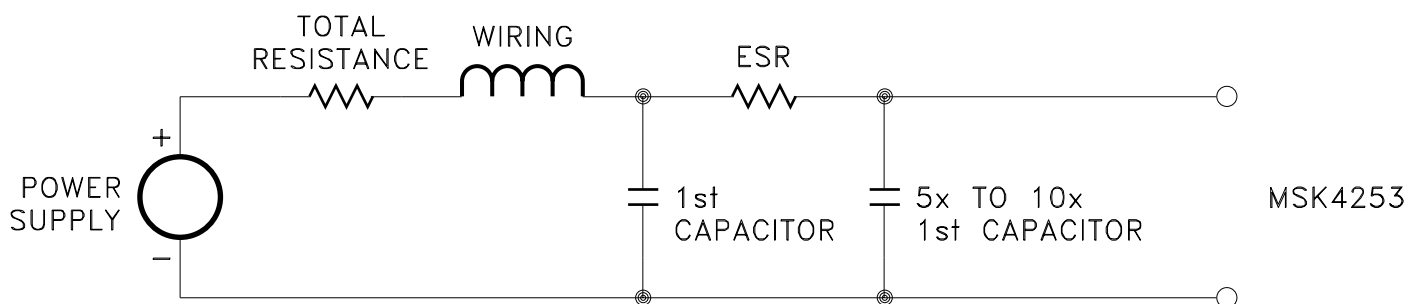 TOTAL
RESISTANCE
WIRING
ESR
+
POWER
SUPPLY
−
1st
CAPACITOR
5x TO 10x
1st CAPACITOR
MSK4253